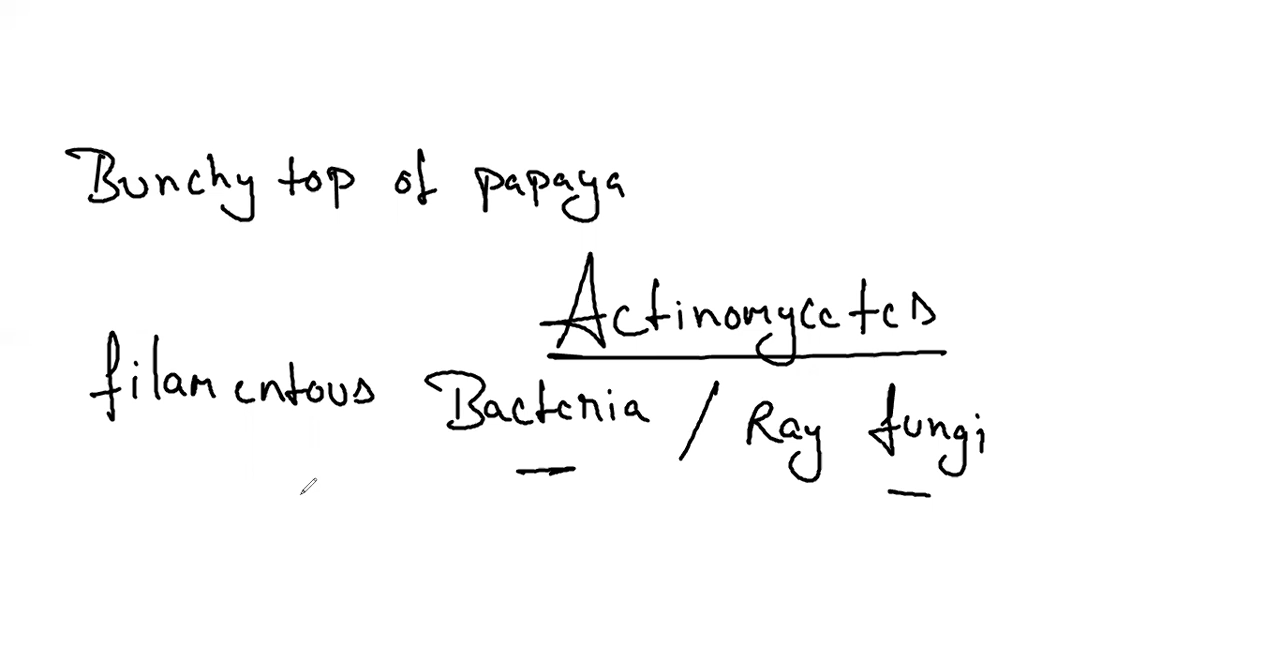 Bunchy top of papaya
Actinomycetes
filamentous Bacteria / Ray fungi